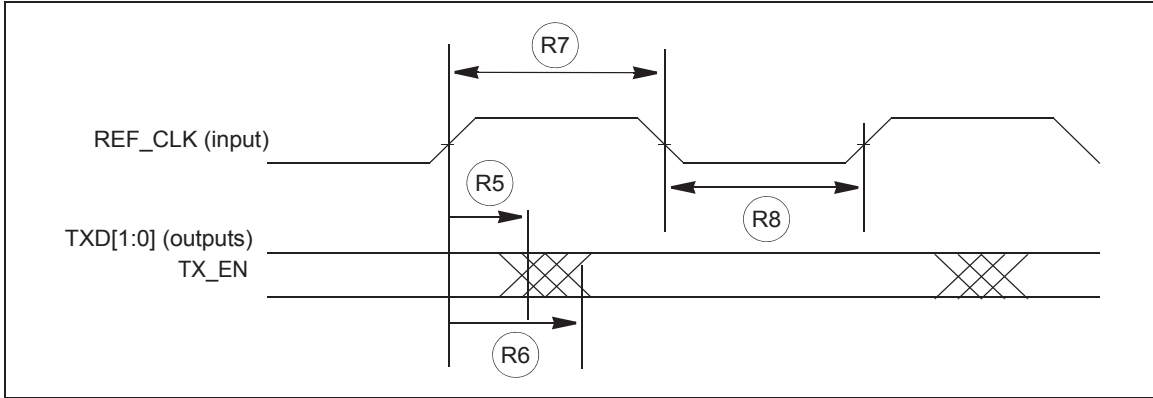 R7
REF_CLK (input)
R5
R8
TXD[1:0] (outputs)
TX_EN
R6